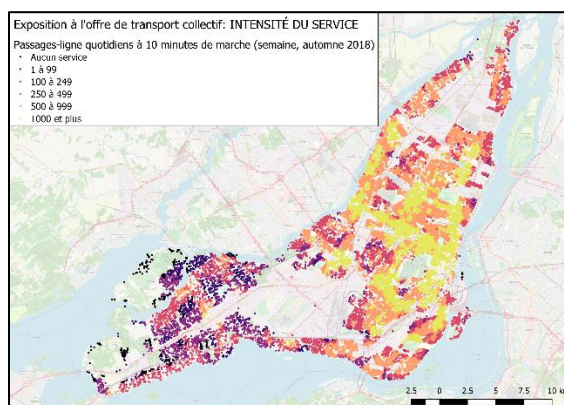 Exposition à l'offre de transport collectif: INTENSITÉ DU SERVICE
Passages-ligne quotidiens à 10 minutes de marche (semaine, automne 2018)
Aucun service
1 à 99
100 à 249
250 à 499
500 à 999
1000 et plus
2.5 0 2.5 5 7.5 10 km